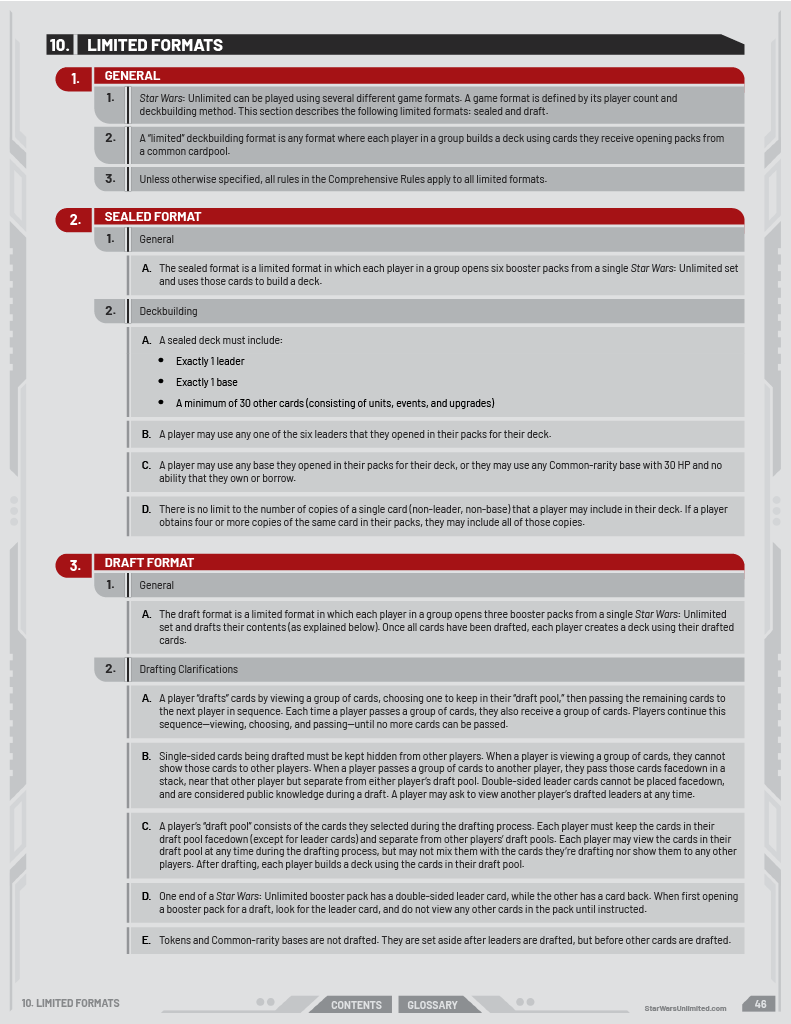 10. LIMITED FORMATS
1. GENERAL
1. Star Wars: Unlimited can be played using several different game formats. A game format is defined by its player count and
deckbuilding method. This section describes the following limited formats: sealed and draft.
2. A “limited” deckbuilding format is any format where each player in a group builds a deck using cards they receive opening packs from
a common cardpool.
3. Unless otherwise specified, all rules in the Comprehensive Rules apply to all limited formats.
2. SEALED FORMAT
1. General
A. The sealed format is a limited format in which each player in a group opens six booster packs from a single Star Wars: Unlimited set
and uses those cards to build a deck.
2. Deckbuilding
A. A sealed deck must include:
• Exactly 1 leader
• Exactly 1 base
• A minimum of 30 other cards (consisting of units, events, and upgrades)
B. A player may use any one of the six leaders that they opened in their packs for their deck.
C. A player may use any base they opened in their packs for their deck, or they may use any Common-rarity base with 30 HP and no
ability that they own or borrow.
D. There is no limit to the number of copies of a single card (non-leader, non-base) that a player may include in their deck. If a player
obtains four or more copies of the same card in their packs, they may include all of those copies.
3. DRAFT FORMAT
1. General
A. The draft format is a limited format in which each player in a group opens three booster packs from a single Star Wars: Unlimited
set and drafts their contents (as explained below). Once all cards have been drafted, each player creates a deck using their drafted
cards.
2. Drafting Clarifications
A. A player “drafts” cards by viewing a group of cards, choosing one to keep in their “draft pool,” then passing the remaining cards to
the next player in sequence. Each time a player passes a group of cards, they also receive a group of cards. Players continue this
sequence—viewing, choosing, and passing—until no more cards can be passed.
B. Single-sided cards being drafted must be kept hidden from other players. When a player is viewing a group of cards, they cannot
show those cards to other players. When a player passes a group of cards to another player, they pass those cards facedown in a
stack, near that other player but separate from either player’s draft pool. Double-sided leader cards cannot be placed facedown,
and are considered public knowledge during a draft. A player may ask to view another player’s drafted leaders at any time.
C. A player’s “draft pool” consists of the cards they selected during the drafting process. Each player must keep the cards in their
draft pool facedown (except for leader cards) and separate from other players’ draft pools. Each player may view the cards in their
draft pool at any time during the drafting process, but may not mix them with the cards they’re drafting nor show them to any other
players. After drafting, each player builds a deck using the cards in their draft pool.
D. One end of a Star Wars: Unlimited booster pack has a double-sided leader card, while the other has a card back. When first opening
a booster pack for a draft, look for the leader card, and do not view any other cards in the pack until instructed.
E. Tokens and Common-rarity bases are not drafted. They are set aside after leaders are drafted, but before other cards are drafted.
10. LIMITED FORMATS
CONTENTS
GLOSSARY
StarWarsUnlimited.com
46